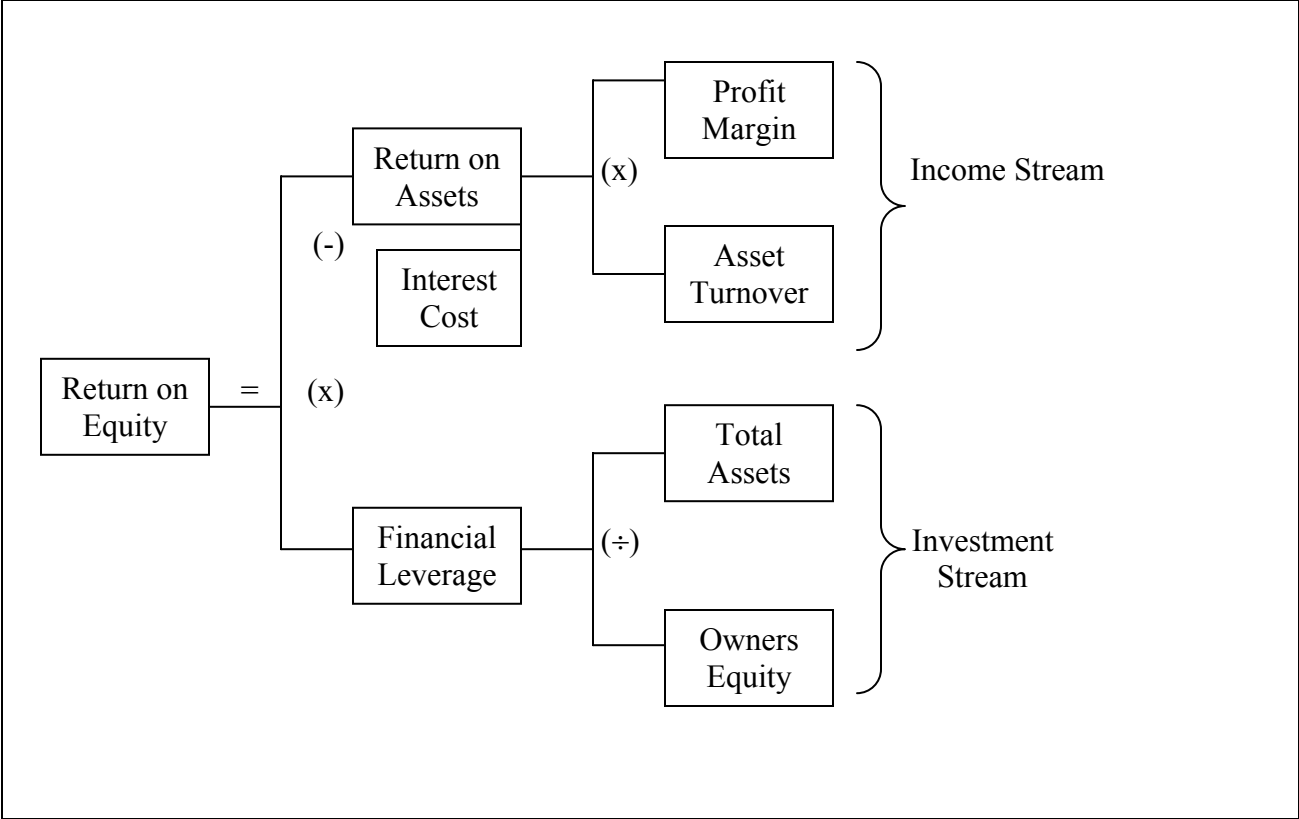 Profit
Margin
Return on
Assets
(x)
Income Stream
(-)
Interest
Cost
Asset
Turnover
Return on
Equity
=
(x)
Total
Assets
Financial
Leverage
(÷)
Investment
Stream
Owners
Equity